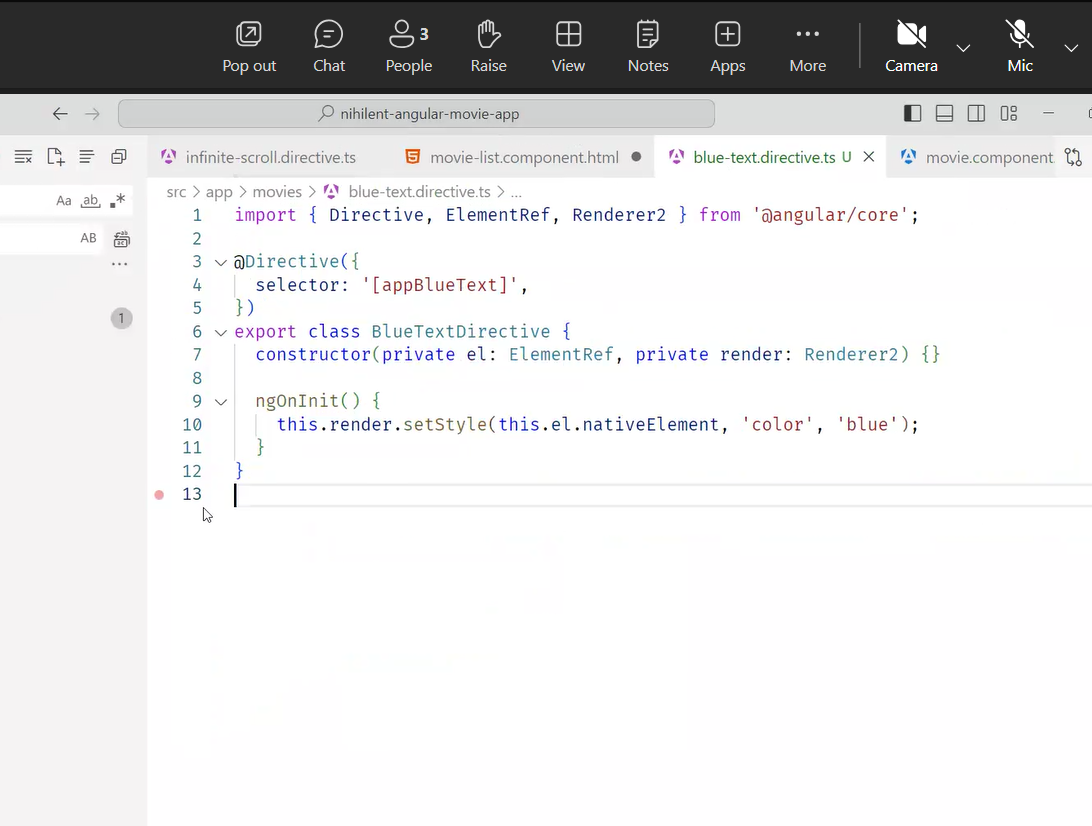 3
Pop out Chat People Raise View Notes Apps More Camera Mic
nihilent-angular-movie-app
infinite-scroll.directive.ts movie-list.component.html blue-text.directive.ts U movie.component
Aa ab
AB
1
src > app > movies > blue-text.directive.ts > ...
1 import { Directive, ElementRef, Renderer2 } from '@angular/core';
2
3 @Directive({
4 selector: '[appBlueText]',
5 })
6 export class BlueTextDirective {
7 constructor(private el: ElementRef, private render: Renderer2) {}
8
9 ngOnInit() {
10 this.render.setStyle(this.el.nativeElement, 'color', 'blue');
11 }
12 }
13